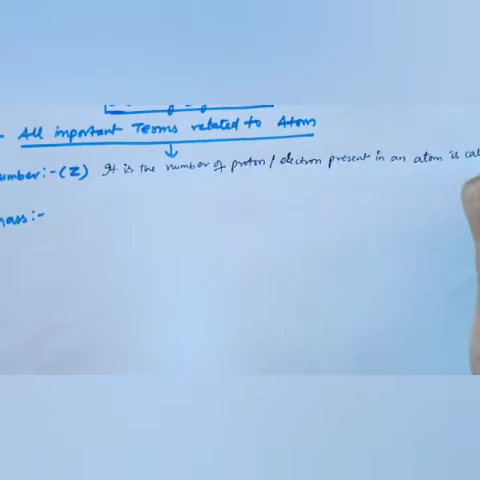 - All important Terms related to Atom
umber:-(Z) It is the number of proton/electron present in an atom is cal
mass:-